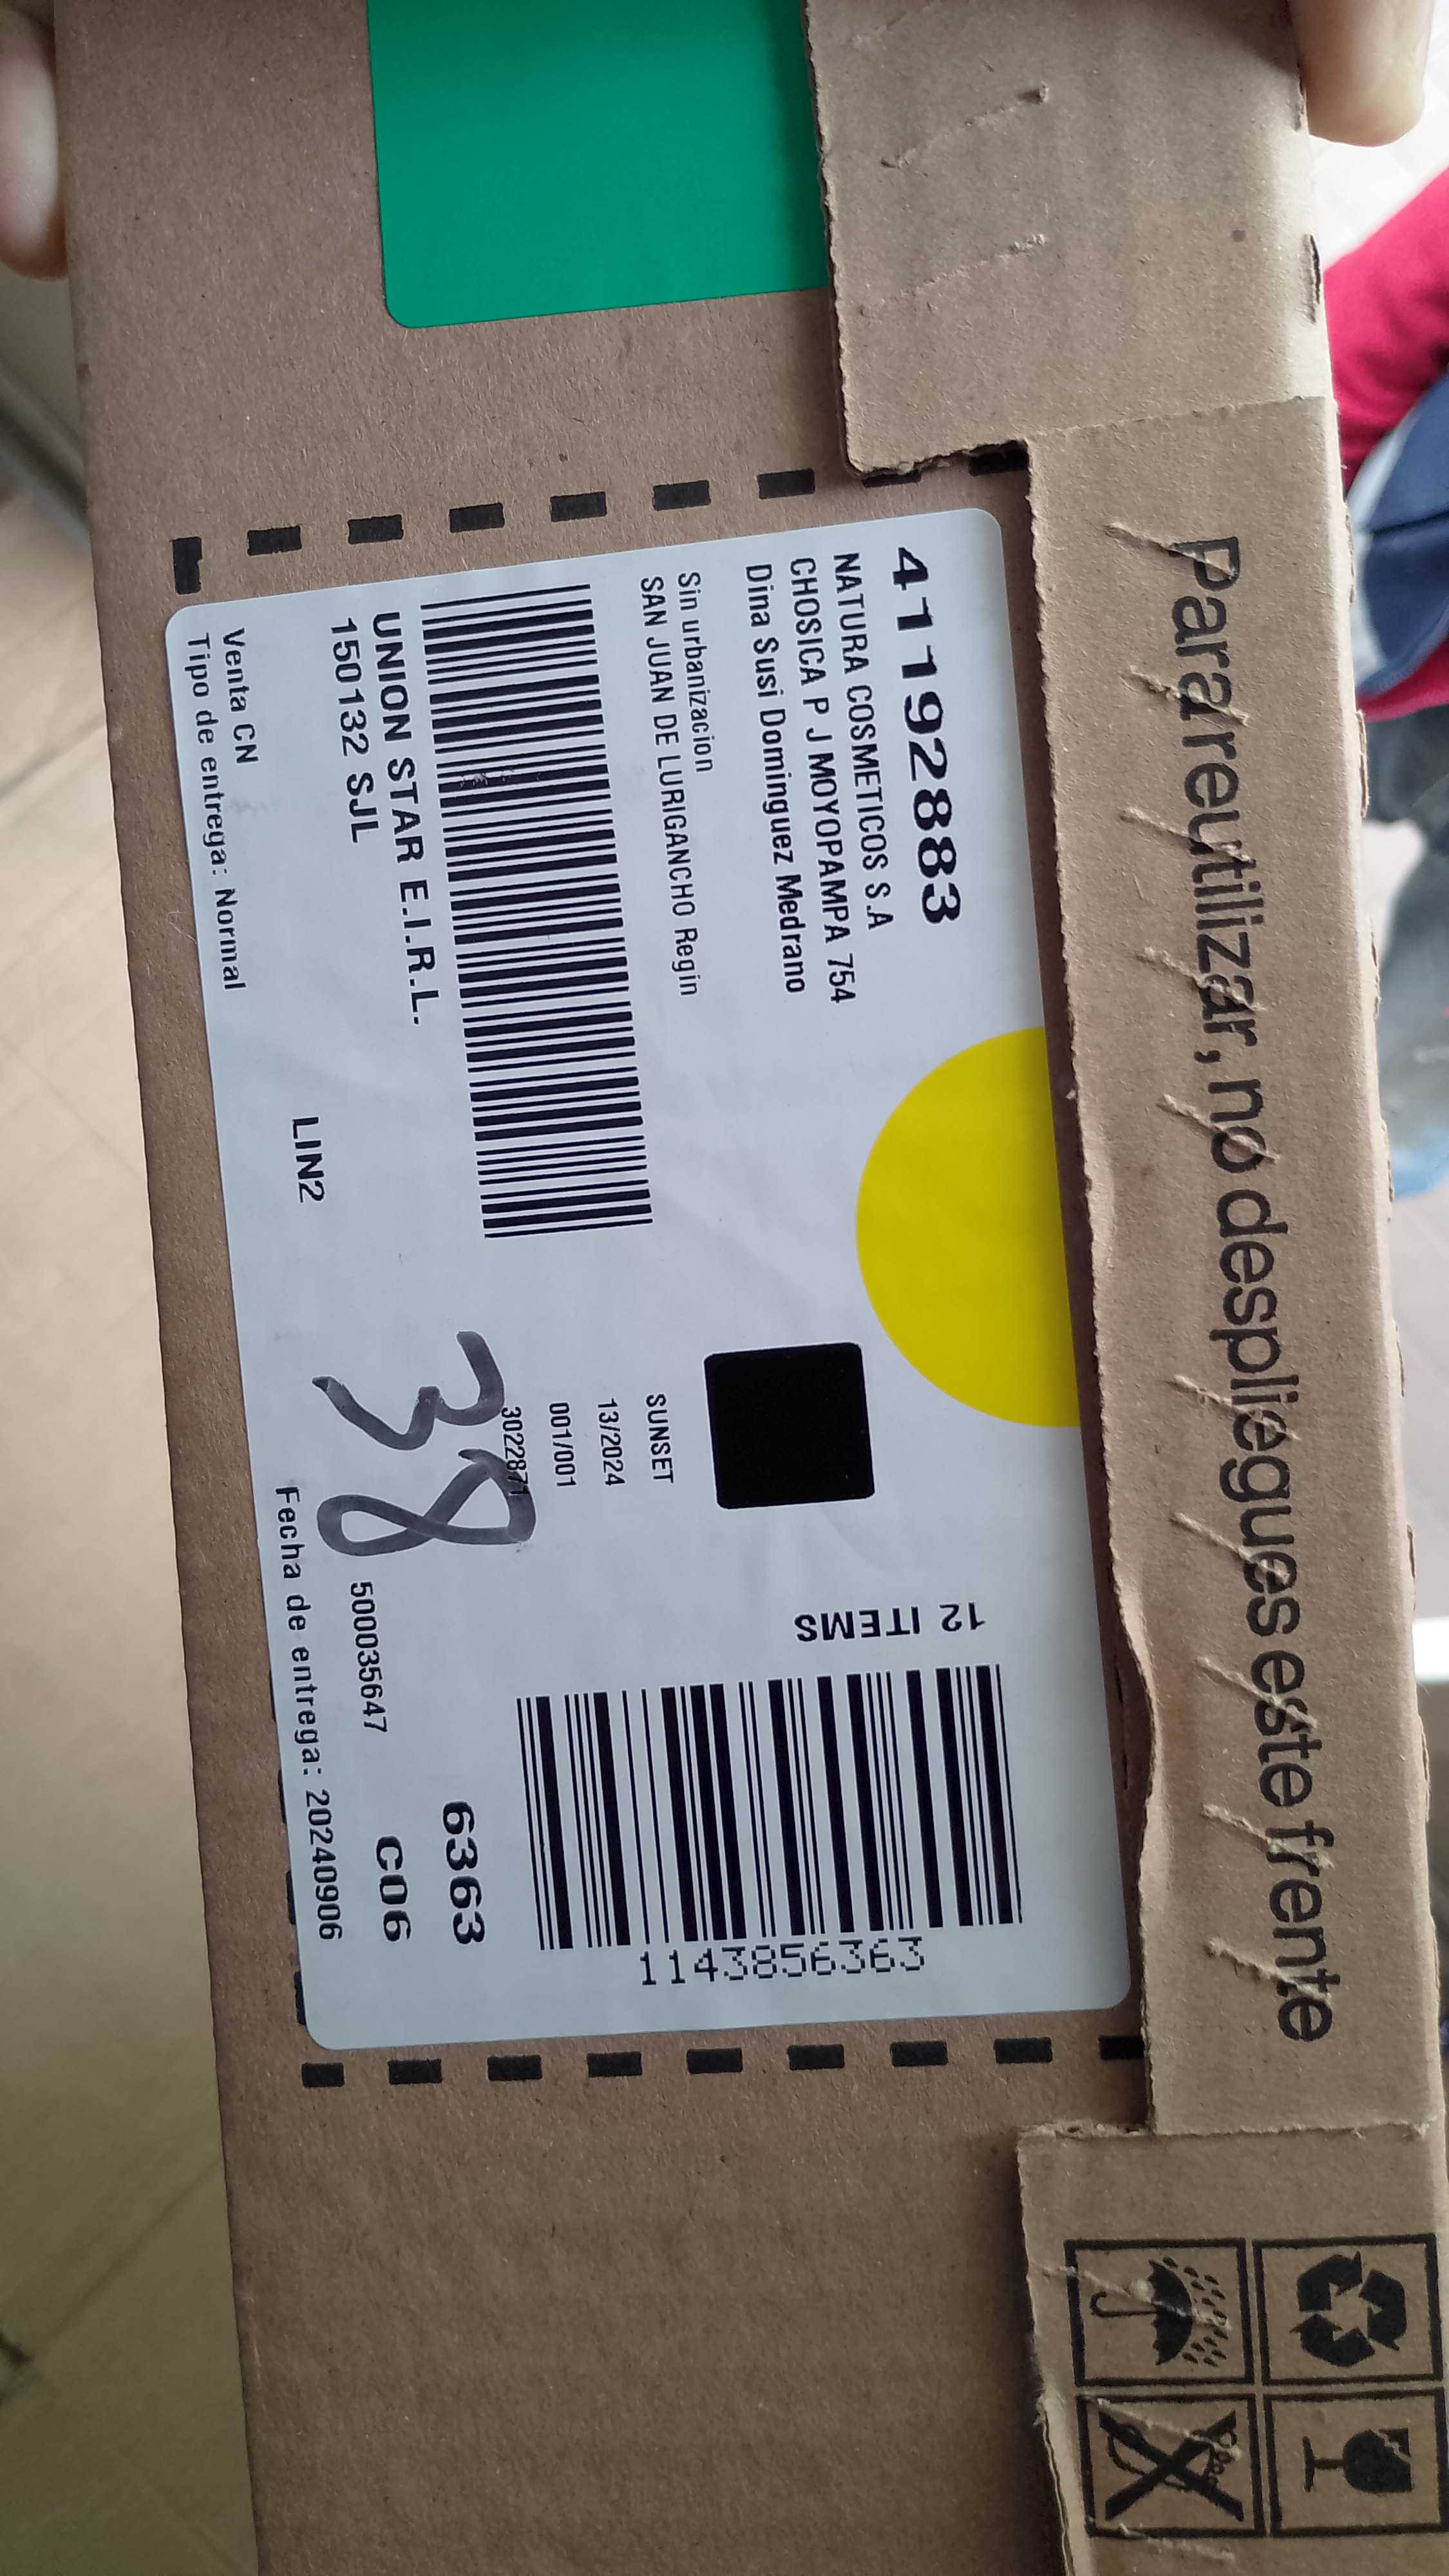 Para reutilizar, no despliegues este frente
41192883
NATURA COSMETICOS S.A
CHOSICA P J MOYOPAMPA 754
Dina Susi Dominguez Medrano
Sin urbanizacion
SAN JUAN DE LURIGANCHO Regin
UNION STAR E.I.R.L.
150132 SJL
LIN2
Venta CN
Tipo de entrega: Normal
SUNSET
13/2024
001/001
3022871
38
12 ITEMS
1143856363
6363
500035647
C06
Fecha de entrega: 20240906